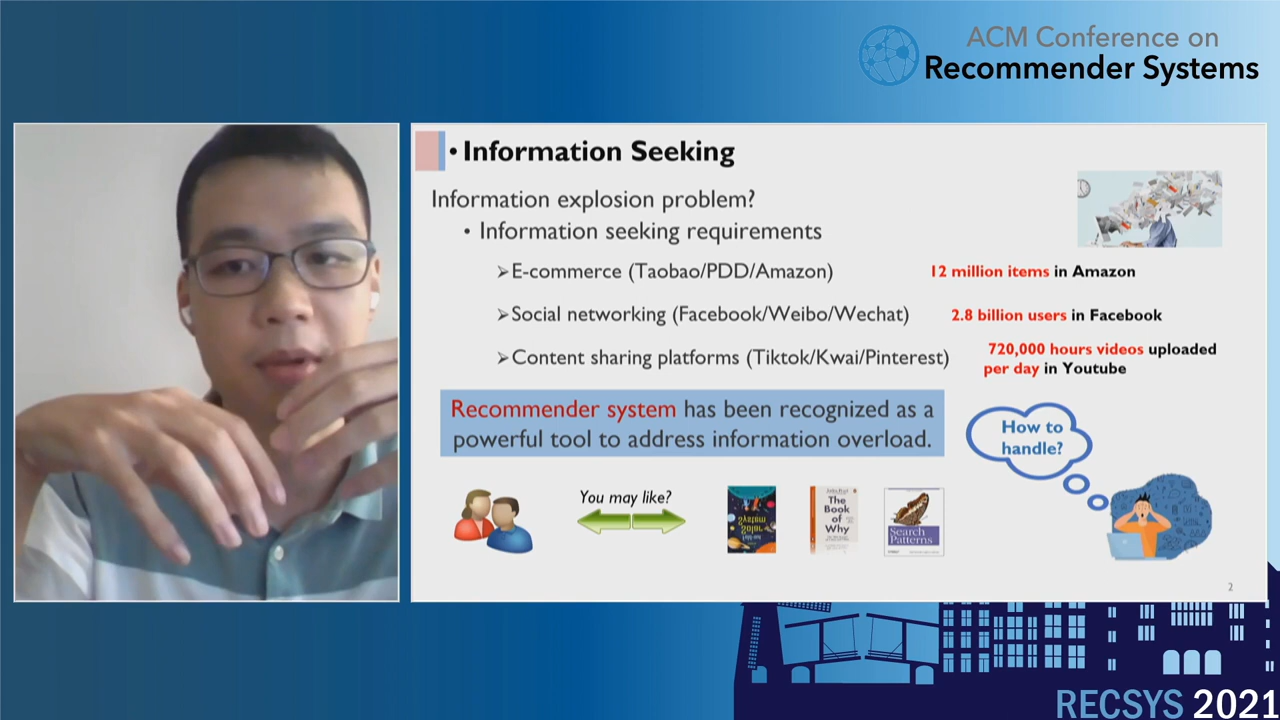 ACM Conference on
Recommender Systems
• Information Seeking
Information explosion problem?
• Information seeking requirements
➢E-commerce (Taobao/PDD/Amazon)
12 million items in Amazon
➢Social networking (Facebook/Weibo/Wechat)
2.8 billion users in Facebook
➢Content sharing platforms (Tiktok/Kwai/Pinterest)
720,000 hours videos uploaded
per day in Youtube
Recommender system has been recognized as a
powerful tool to address information overload.
How to
handle?
You may like?
Solar
System
The
Book
of
Why
Search
Patterns
2
RECSYS 2021